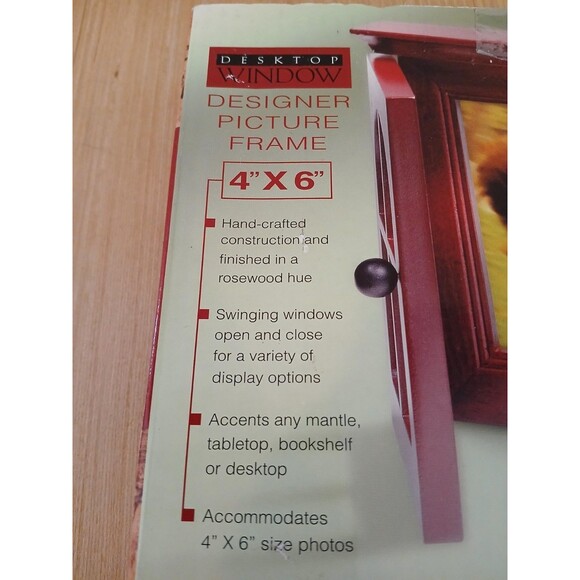 DESKTOP
WINDOW
DESIGNER
PICTURE
FRAME
4" X 6"
Hand-crafted
construction and
finished in a
rosewood hue
Swinging windows
open and close
for a variety of
display options
Accents any mantle,
tabletop, bookshelf
or desktop
Accommodates
4" X 6" size photos